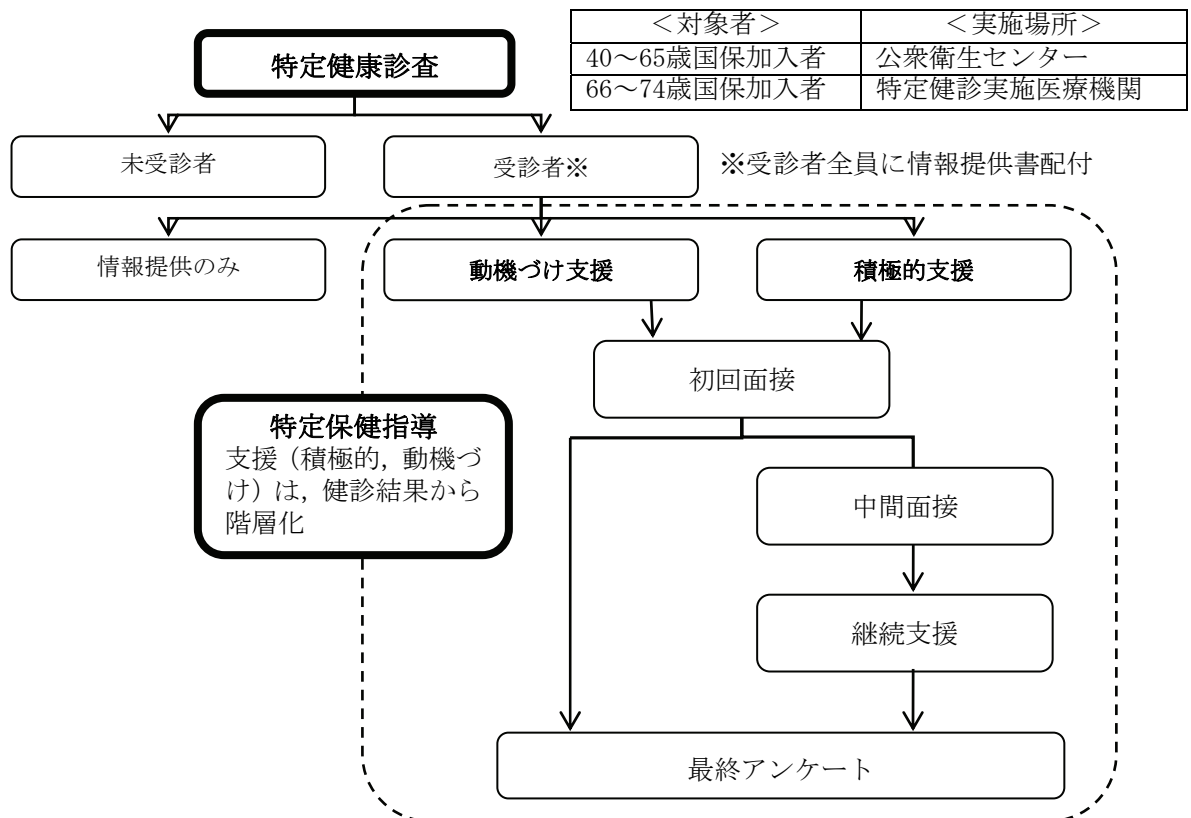 特定健康診査
＜対象者＞ ＜実施場所＞
40～65歳国保加入者 公衆衛生センター
66～74歳国保加入者 特定健診実施医療機関
未受診者
受診者※
※受診者全員に情報提供書配付
情報提供のみ
動機づけ支援
積極的支援
初回面接
特定保健指導
支援（積極的，動機づ
け）は，健診結果から
階層化
中間面接
継続支援
最終アンケート